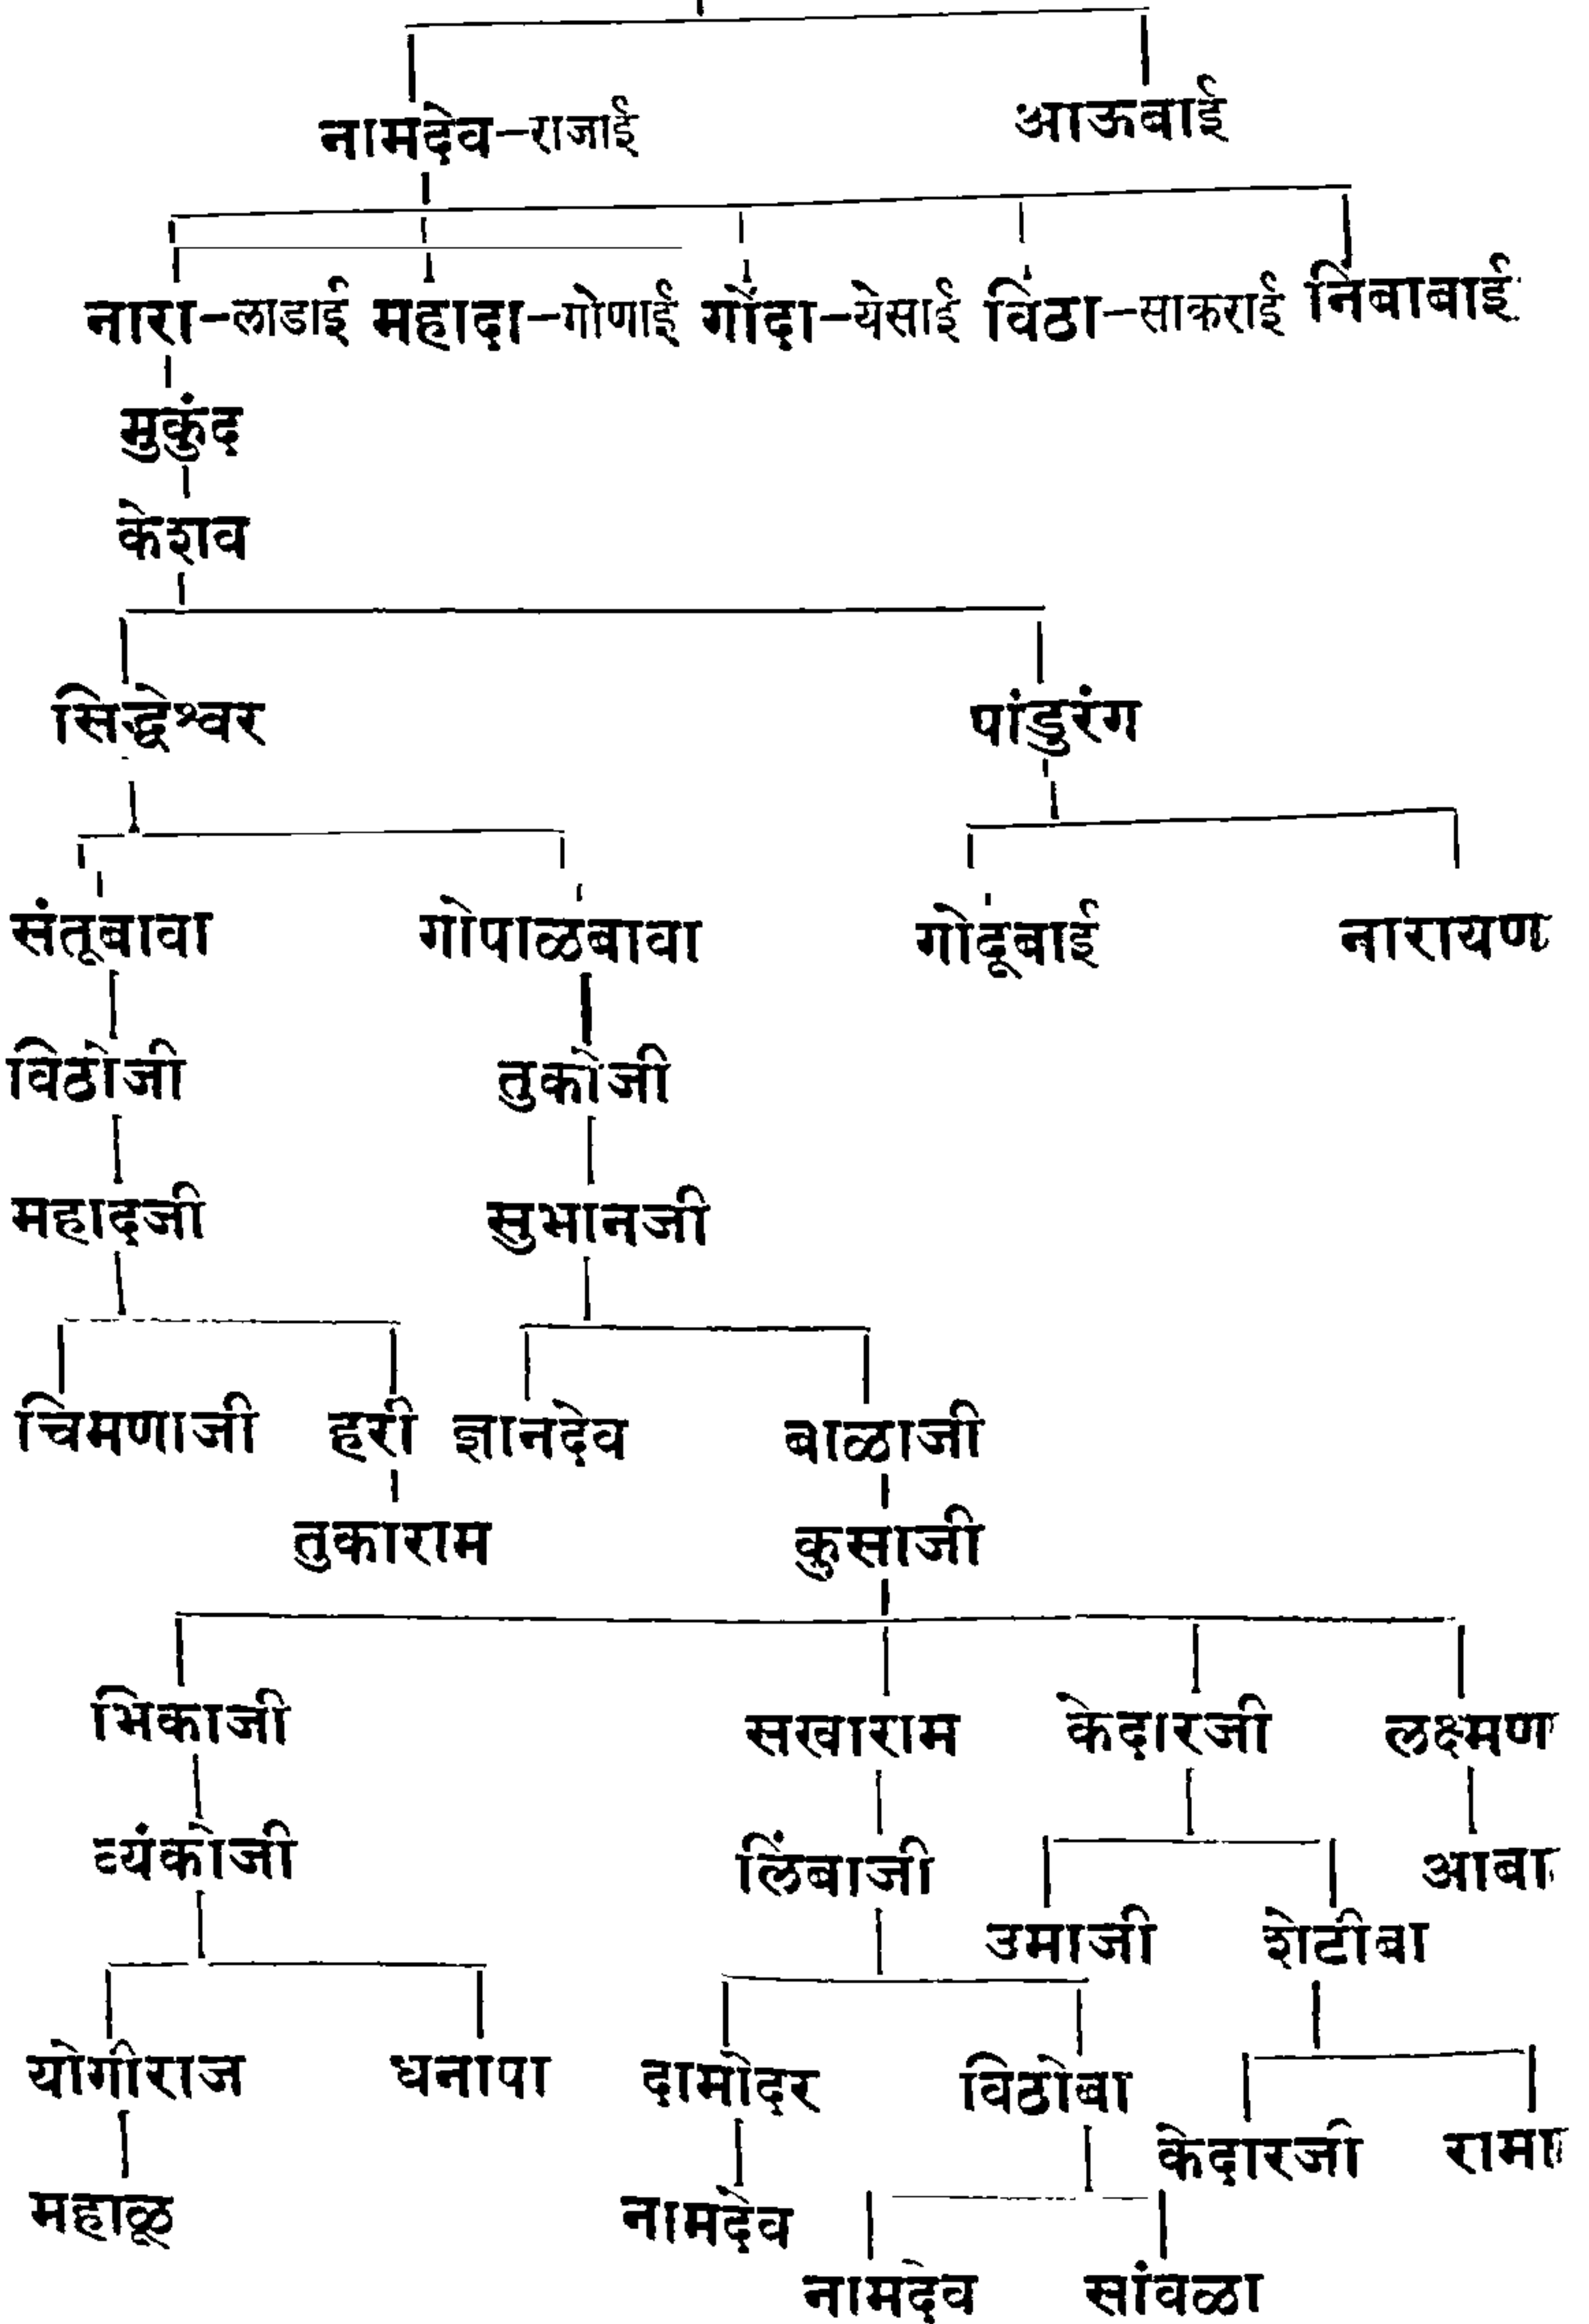 नामदेव–राजाई आऊबाई
नारा–लाडाई महादा–गोणाई गोंदा–येसाई विठा–साकराई निंबाबाई
मुकुंद
केशव
सिद्धेश्वर पांडुरंग
संतूबावा गोपाळबावा गोदूबाई नारायण
विठोजी तुकोजी
महादजी सुभानजी
चिमणाजी हरी ज्ञानदेव बाळाजी
तुकाराम कुसाजी
भिकाजी सखाराम केदारजी लक्ष्मण
व्यंकोजी लिंबाजी आबा
उमाजी शेटीबा
योगीराज धनापा दामोदर विठोबा
केदारजी रामा
महाळू नामदेव
नामदेव सांवळा